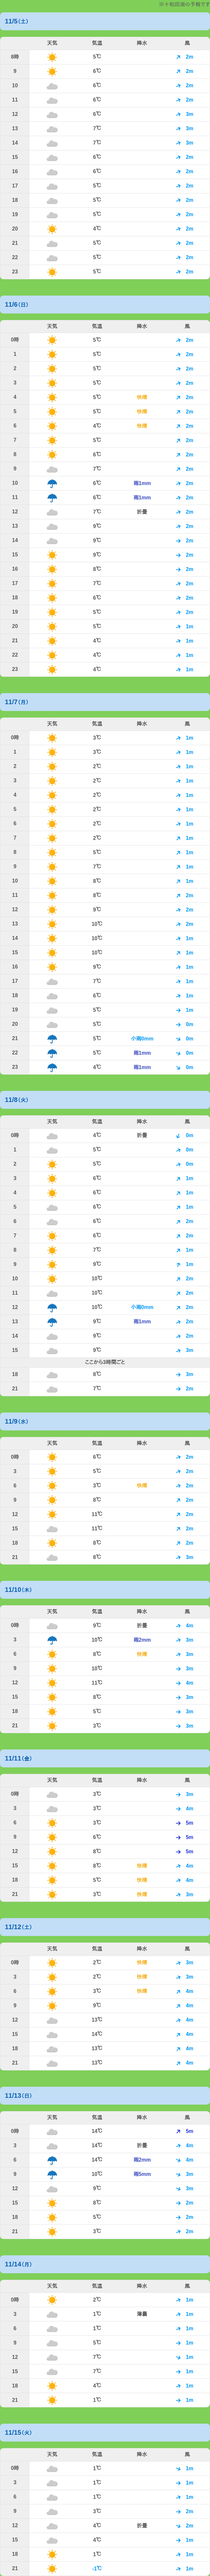 ※十和田湖の予報です
11/5(土)
天気 気温 降水 風
8時 5℃ 2m
9 6℃ 2m
10 6℃ 2m
11 6℃ 2m
12 6℃ 3m
13 7℃ 3m
14 7℃ 3m
15 6℃ 2m
16 6℃ 2m
17 5℃ 2m
18 5℃ 2m
19 5℃ 2m
20 4℃ 2m
21 5℃ 2m
22 5℃ 2m
23 5℃ 2m
11/6(日)
天気 気温 降水 風
0時 5℃ 2m
1 5℃ 2m
2 5℃ 2m
3 5℃ 2m
4 5℃ 快晴 2m
5 5℃ 快晴 2m
6 4℃ 快晴 2m
7 5℃ 2m
8 6℃ 2m
9 7℃ 2m
10 6℃ 雨1mm 2m
11 6℃ 雨1mm 2m
12 7℃ 折畳 2m
13 9℃ 2m
14 9℃ 2m
15 9℃ 2m
16 8℃ 2m
17 7℃ 2m
18 6℃ 2m
19 5℃ 2m
20 5℃ 1m
21 4℃ 1m
22 4℃ 1m
23 4℃ 1m
11/7(月)
天気 気温 降水 風
0時 3℃ 1m
1 3℃ 1m
2 2℃ 1m
3 2℃ 1m
4 2℃ 1m
5 2℃ 1m
6 2℃ 1m
7 2℃ 1m
8 5℃ 1m
9 7℃ 1m
10 8℃ 1m
11 8℃ 2m
12 9℃ 2m
13 10℃ 2m
14 10℃ 1m
15 10℃ 1m
16 9℃ 1m
17 7℃ 1m
18 6℃ 1m
19 5℃ 1m
20 5℃ 0m
21 5℃ 小雨0mm 0m
22 5℃ 雨1mm 0m
23 4℃ 雨1mm 0m
11/8(火)
天気 気温 降水 風
0時 4℃ 折畳 0m
1 5℃ 0m
2 5℃ 0m
3 6℃ 1m
4 6℃ 1m
5 6℃ 1m
6 6℃ 2m
7 6℃ 2m
8 7℃ 1m
9 9℃ 1m
10 10℃ 2m
11 10℃ 2m
12 10℃ 小雨0mm 2m
13 9℃ 雨1mm 2m
14 9℃ 2m
15 9℃ 3m
ここから3時間ごと
18 8℃ 3m
21 7℃ 2m
11/9(水)
天気 気温 降水 風
0時 6℃ 2m
3 5℃ 2m
6 3℃ 快晴 2m
9 8℃ 2m
12 11℃ 2m
15 11℃ 2m
18 8℃ 2m
21 8℃ 3m
11/10(木)
天気 気温 降水 風
0時 9℃ 折畳 4m
3 10℃ 雨2mm 3m
6 8℃ 快晴 3m
9 10℃ 3m
12 11℃ 4m
15 8℃ 3m
18 5℃ 3m
21 3℃ 3m
11/11(金)
天気 気温 降水 風
0時 3℃ 3m
3 3℃ 4m
6 3℃ 5m
9 6℃ 5m
12 8℃ 5m
15 8℃ 快晴 4m
18 5℃ 快晴 4m
21 3℃ 快晴 3m
11/12(土)
天気 気温 降水 風
0時 2℃ 快晴 3m
3 2℃ 快晴 3m
6 3℃ 快晴 4m
9 9℃ 4m
12 13℃ 4m
15 14℃ 4m
18 13℃ 4m
21 13℃ 4m
11/13(日)
天気 気温 降水 風
0時 14℃ 5m
3 14℃ 折畳 4m
6 14℃ 雨2mm 4m
9 10℃ 雨5mm 3m
12 9℃ 3m
15 8℃ 2m
18 5℃ 2m
21 3℃ 2m
11/14(月)
天気 気温 降水 風
0時 2℃ 1m
3 1℃ 薄曇 1m
6 1℃ 1m
9 5℃ 1m
12 7℃ 1m
15 7℃ 1m
18 4℃ 1m
21 1℃ 1m
11/15(火)
天気 気温 降水 風
0時 1℃ 1m
3 1℃ 1m
6 1℃ 1m
9 3℃ 2m
12 4℃ 折畳 2m
15 4℃ 1m
18 1℃ 1m
21 -1℃ 1m